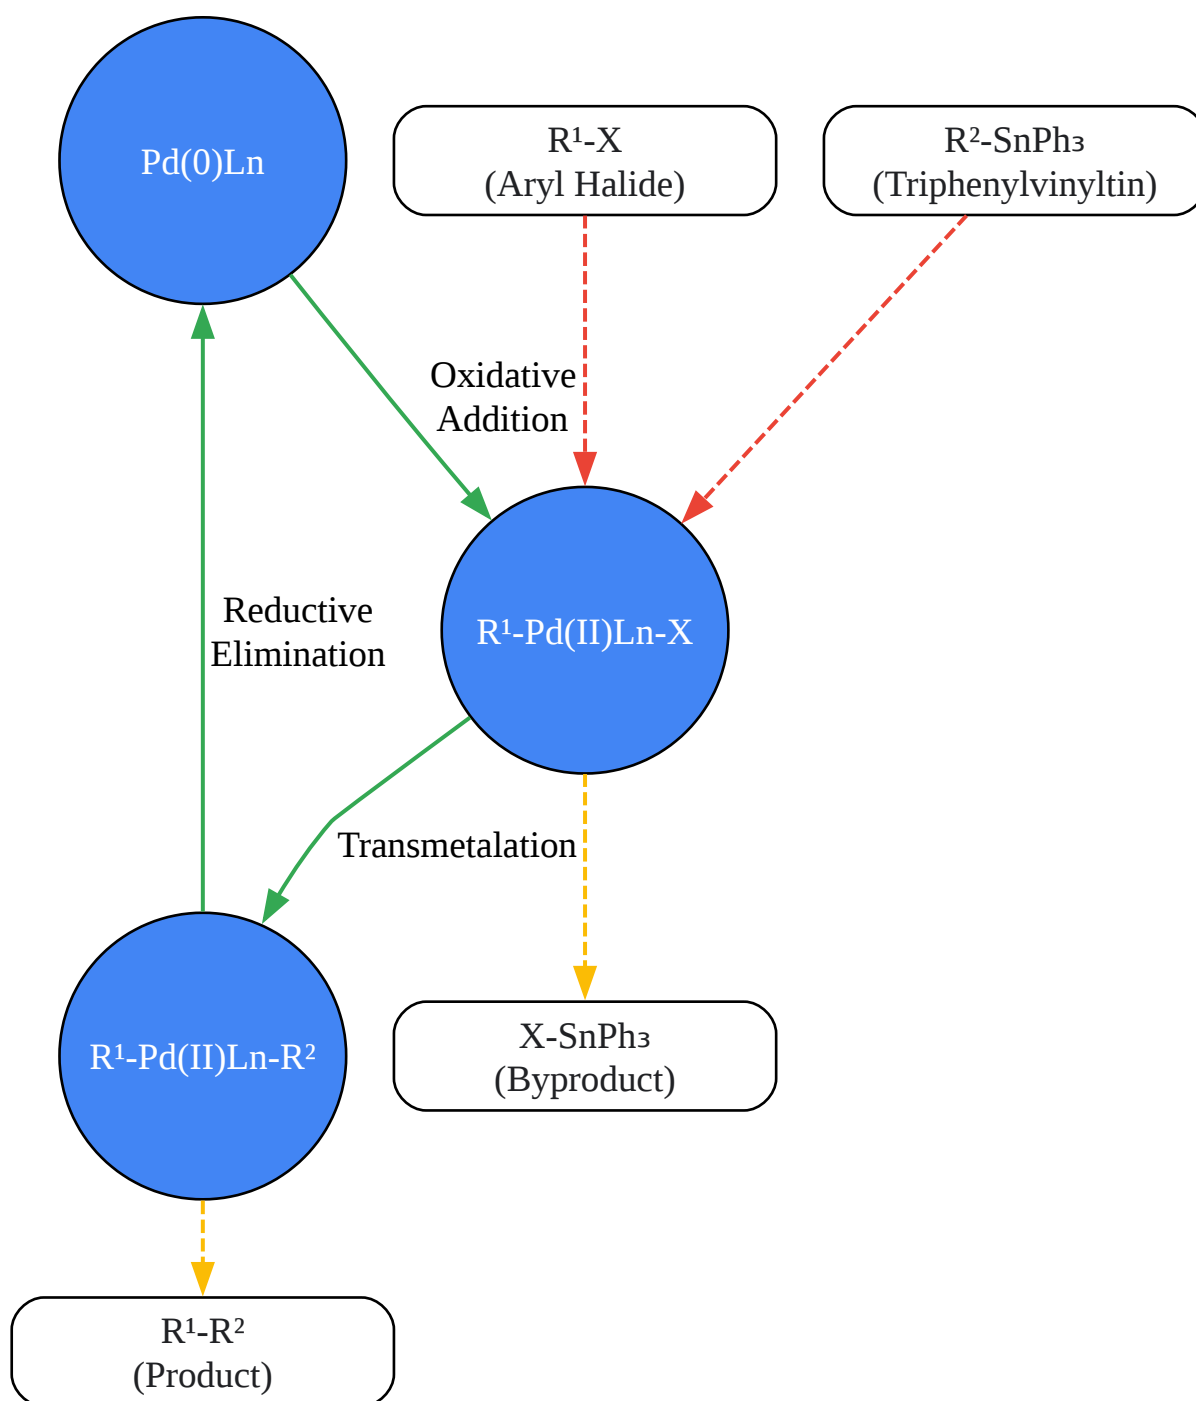 Pd(0)Ln
R¹-X
(Aryl Halide)
R²-SnPh₃
(Triphenylvinyltin)
Oxidative
Addition
R¹-Pd(II)Ln-X
Reductive
Elimination
Transmetalation
R¹-Pd(II)Ln-R²
X-SnPh₃
(Byproduct)
R¹-R²
(Product)